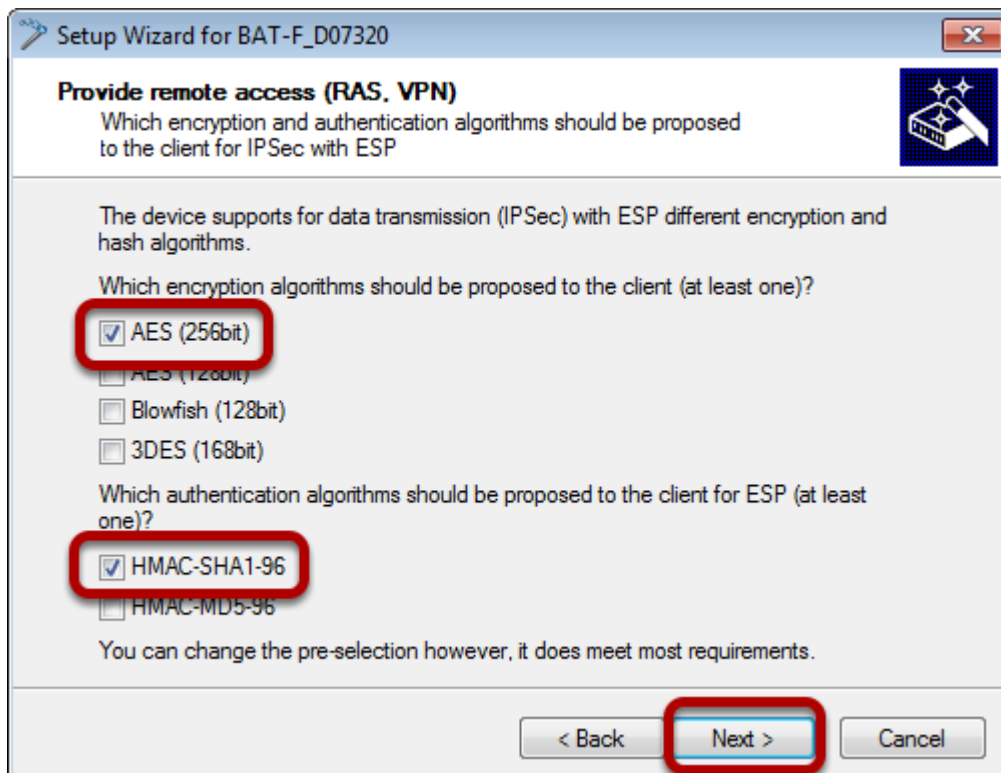 Setup Wizard for BAT-F_D07320
Provide remote access (RAS, VPN)
Which encryption and authentication algorithms should be proposed
to the client for IPSec with ESP
The device supports for data transmission (IPSec) with ESP different encryption and
hash algorithms.
Which encryption algorithms should be proposed to the client (at least one)?
AES (256bit)
AES (128bit)
Blowfish (128bit)
3DES (168bit)
Which authentication algorithms should be proposed to the client for ESP (at least
one)?
HMAC-SHA1-96
HMAC-MD5-96
You can change the pre-selection however, it does meet most requirements.
< Back
Next >
Cancel